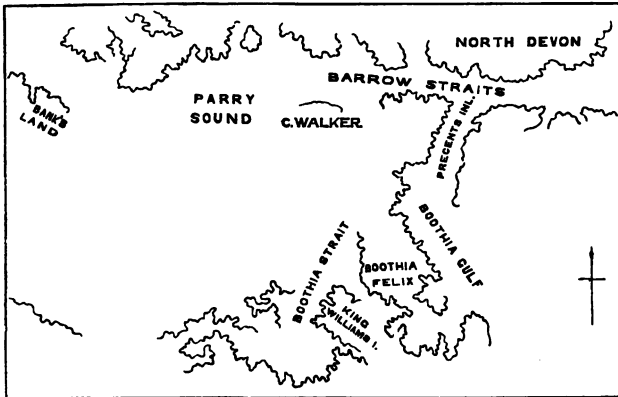 NORTH DEVON
BARROW STRAITS
PARRY
SOUND
C. WALKER.
BANK'S
LAND
PRECENTS INL.
BOOTHIA GULF
BOOTHIA STRAIT
BOOTHIA
FELIX
KING
WILLIAMS I.